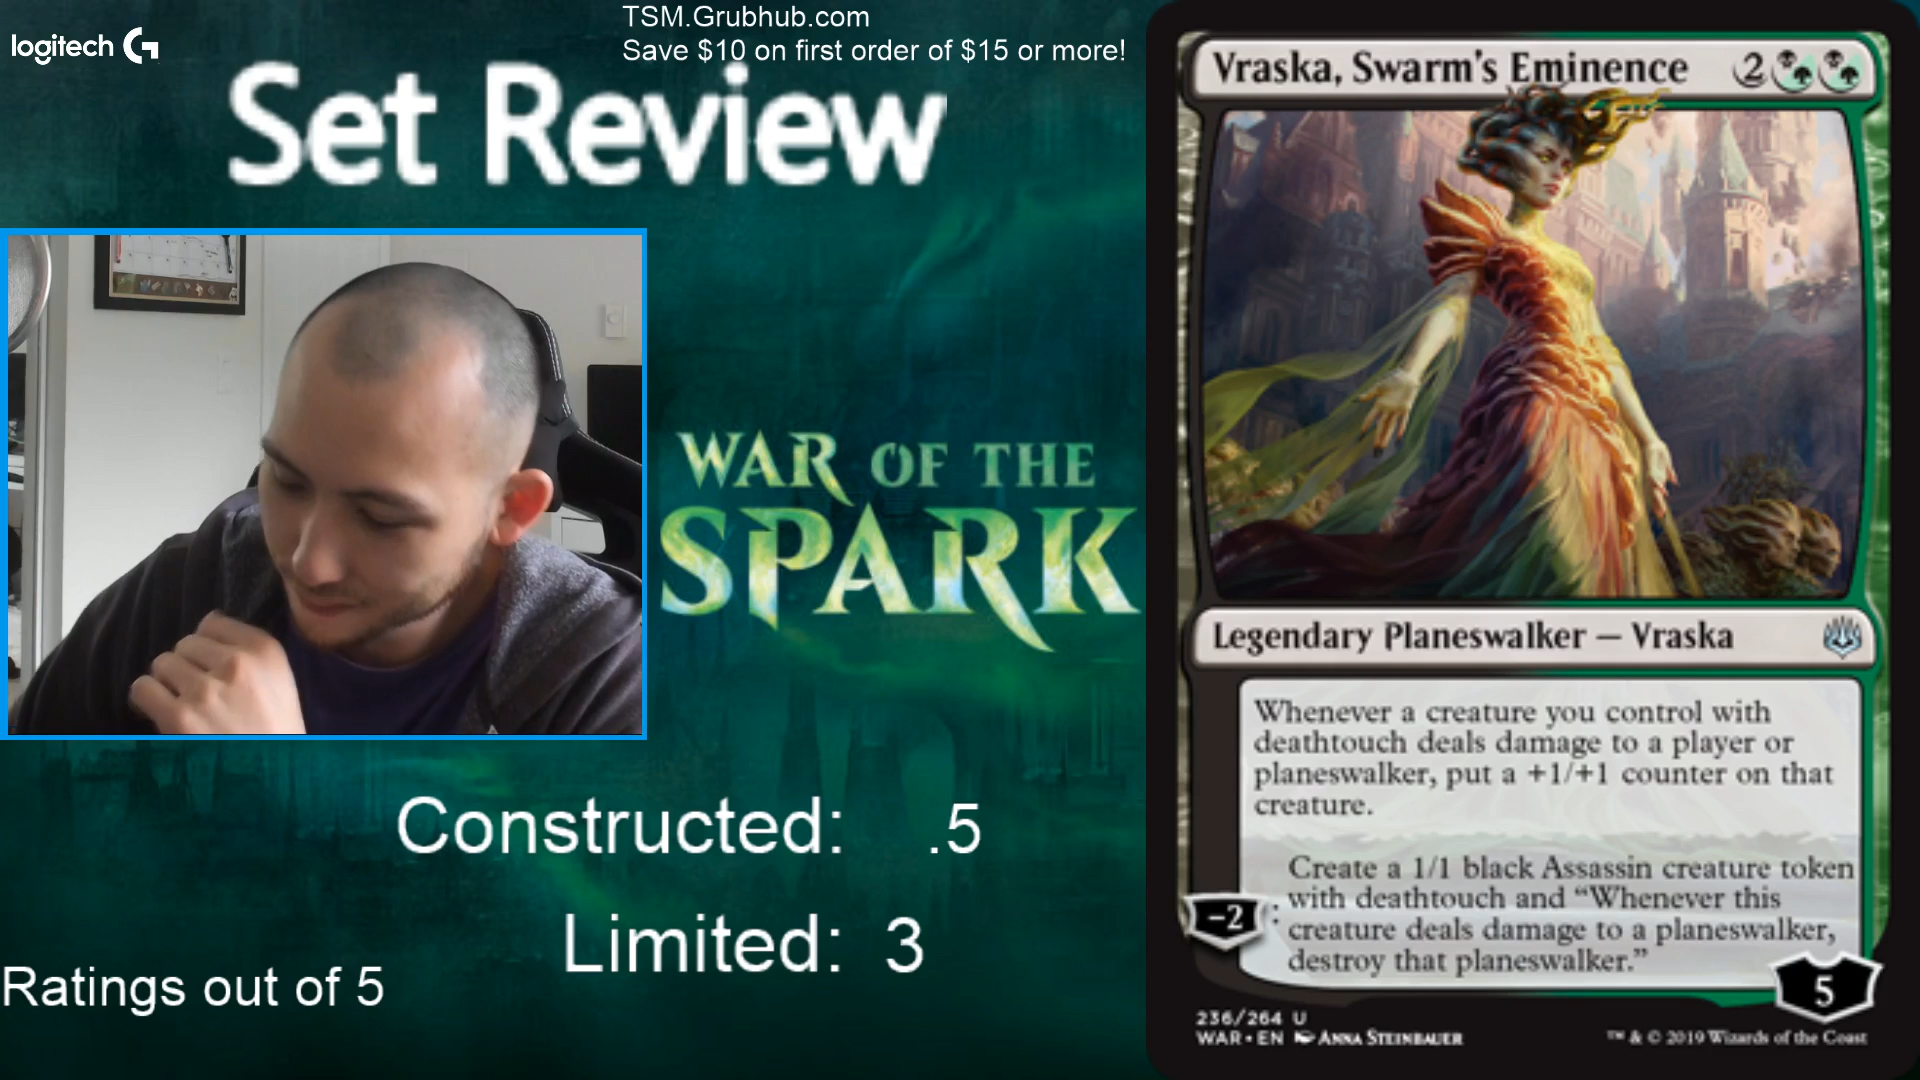 logitech G
TSM.Grubhub.com
Save $10 on first order of $15 or more!
Set Review
WAR OF THE
SPARK
Constructed: .5
Limited: 3
Ratings out of 5
Vraska, Swarm's Eminence 2
Legendary Planeswalker — Vraska
Whenever a creature you control with
deathtouch deals damage to a player or
planeswalker, put a +1/+1 counter on that
creature.
Create a 1/1 black Assassin creature token
-2: with deathtouch and “Whenever this
creature deals damage to a planeswalker,
destroy that planeswalker.”
5
236/264 U
WAR • EN ANNA STEINBAUER
™ & © 2019 Wizards of the Coast